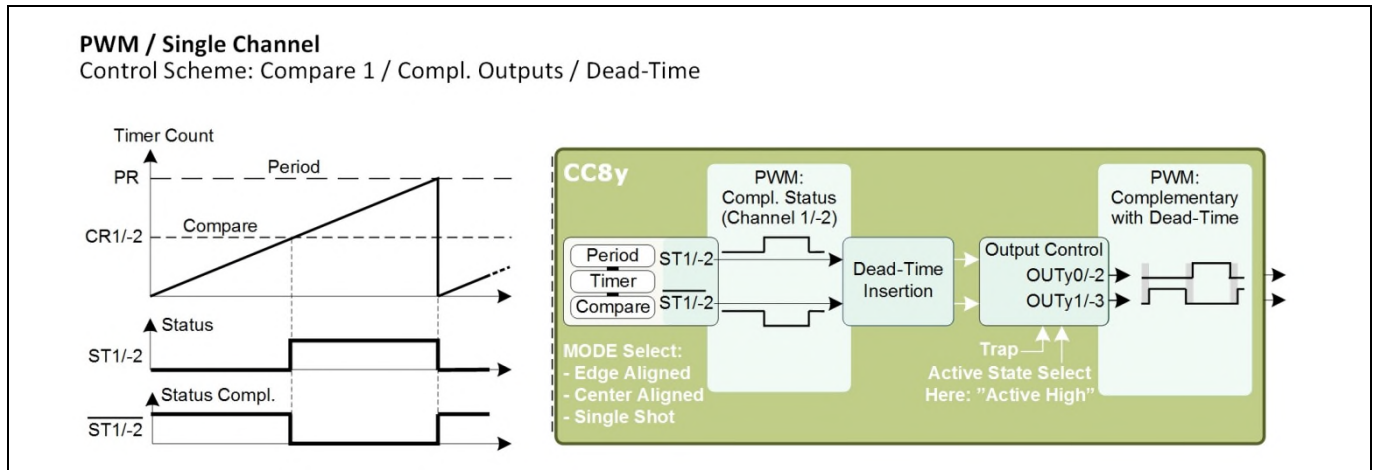 PWM / Single Channel
Control Scheme: Compare 1 / Compl. Outputs / Dead-Time
Timer Count
PR
Period
CR1/-2
Compare
Status
ST1/-2
Status Compl.
ST1/-2
CC8y
PWM:
Compl. Status
(Channel 1/-2)
PWM:
Complementary
with Dead-Time
Period
Timer
Compare
ST1/-2
ST1/-2
Dead-Time
Insertion
Output Control
OUTy0/-2
OUTy1/-3
MODE Select:
- Edge Aligned
- Center Aligned
- Single Shot
Trap
Active State Select
Here: "Active High"